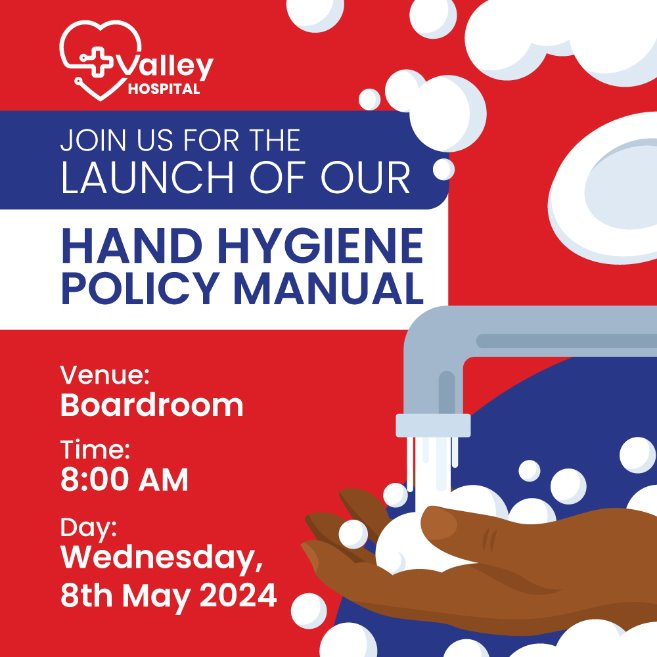 Valley
HOSPITAL
JOIN US FOR THE
LAUNCH OF OUR
HAND HYGIENE
POLICY MANUAL
Venue:
Boardroom
Time:
8:00 AM
Day:
Wednesday,
8th May 2024